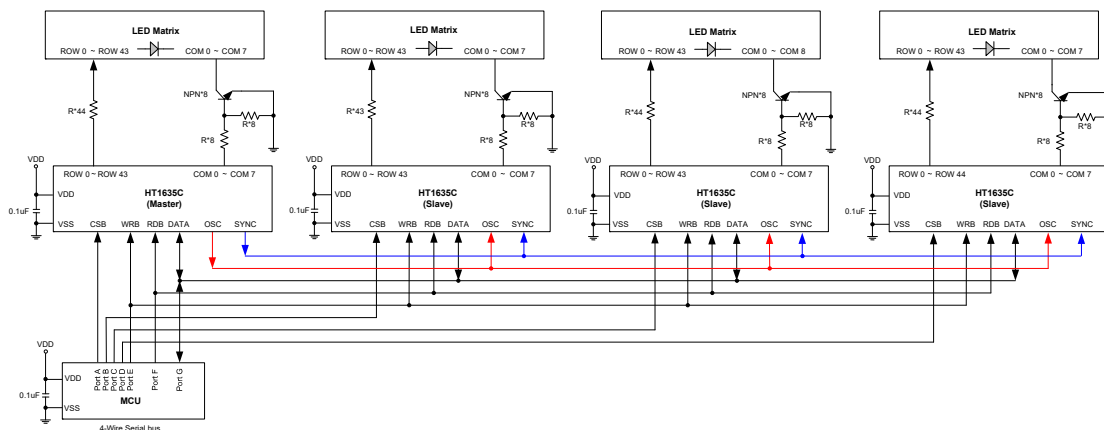 LED Matrix
ROW 0 ~ ROW 43 COM 0 ~ COM 7
LED Matrix
ROW 0 ~ ROW 43 COM 0 ~ COM 7
LED Matrix
ROW 0 ~ ROW 43 COM 0 ~ COM 8
LED Matrix
ROW 0 ~ ROW 43 COM 0 ~ COM 7
R*44
NPN*8
R*8
R*8
R*43
NPN*8
R*8
R*8
R*44
NPN*8
R*8
R*8
R*44
NPN*8
R*8
R*8
VDD
0.1uF
ROW 0 ~ ROW 43 COM 0 ~ COM 7
VDD
HT1635C
(Master)
VSS CSB WRB RDB DATA OSC SYNC
VDD
0.1uF
ROW 0 ~ ROW 43 COM 0 ~ COM 7
VDD
HT1635C
(Slave)
VSS CSB WRB RDB DATA OSC SYNC
VDD
0.1uF
ROW 0 ~ ROW 43 COM 0 ~ COM 7
VDD
HT1635C
(Slave)
VSS CSB WRB RDB DATA OSC SYNC
VDD
0.1uF
ROW 0 ~ ROW 44 COM 0 ~ COM 7
VDD
HT1635C
(Slave)
VSS CSB WRB RDB DATA OSC SYNC
VDD
0.1uF
VDD
VSS
Port A
Port B
Port C
Port D
Port E
Port F
Port G
MCU
4-Wire Serial bus